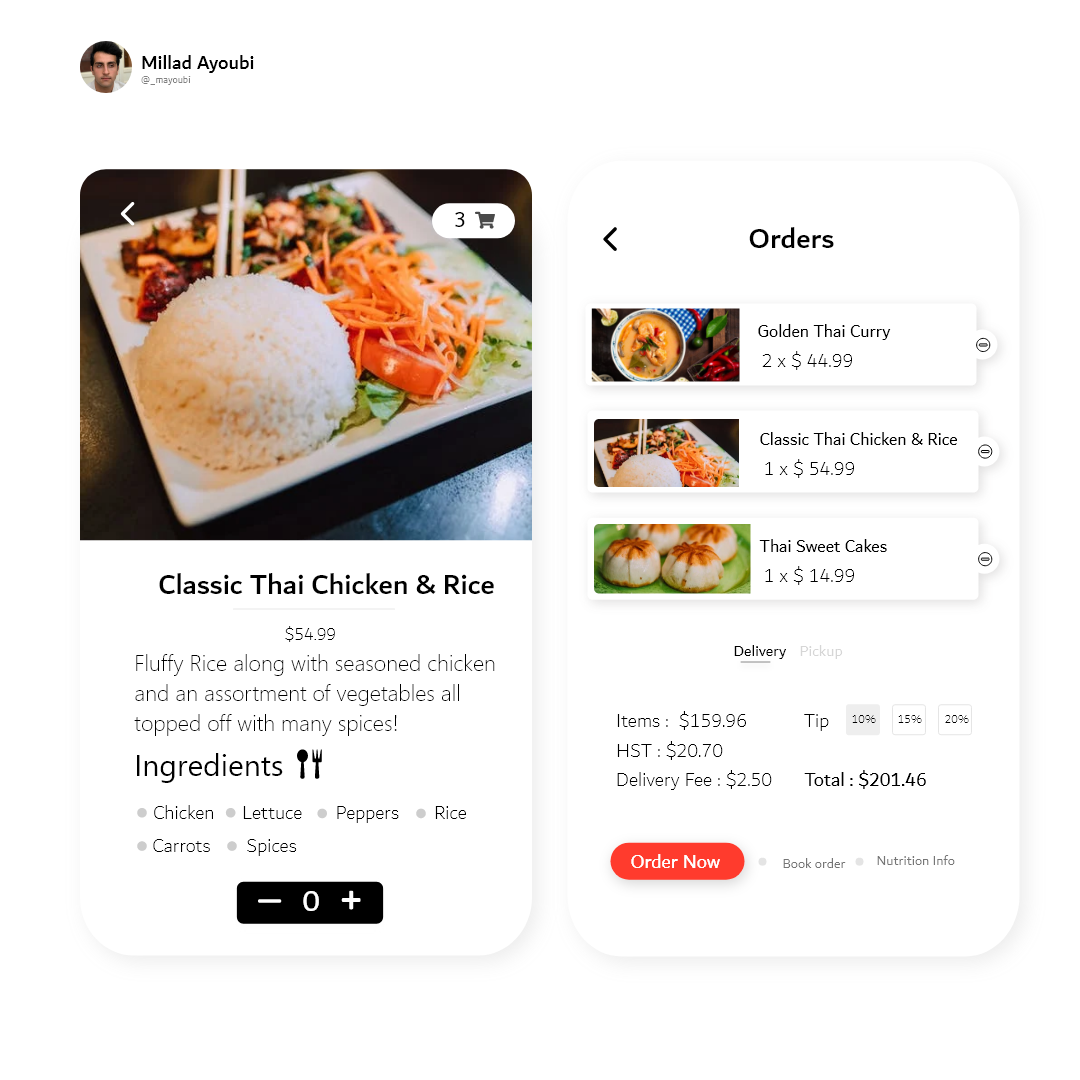 Millad Ayoubi
@_mayoubi
3
Classic Thai Chicken & Rice
$54.99
Fluffy Rice along with seasoned chicken
and an assortment of vegetables all
topped off with many spices!
Ingredients
Chicken Lettuce Peppers Rice
Carrots Spices
0
Orders
Golden Thai Curry
2 x $ 44.99
Classic Thai Chicken & Rice
1 x $ 54.99
Thai Sweet Cakes
1 x $ 14.99
Delivery Pickup
Items : $159.96 Tip 10% 15% 20%
HST : $20.70
Delivery Fee : $2.50 Total : $201.46
Order Now Book order Nutrition Info